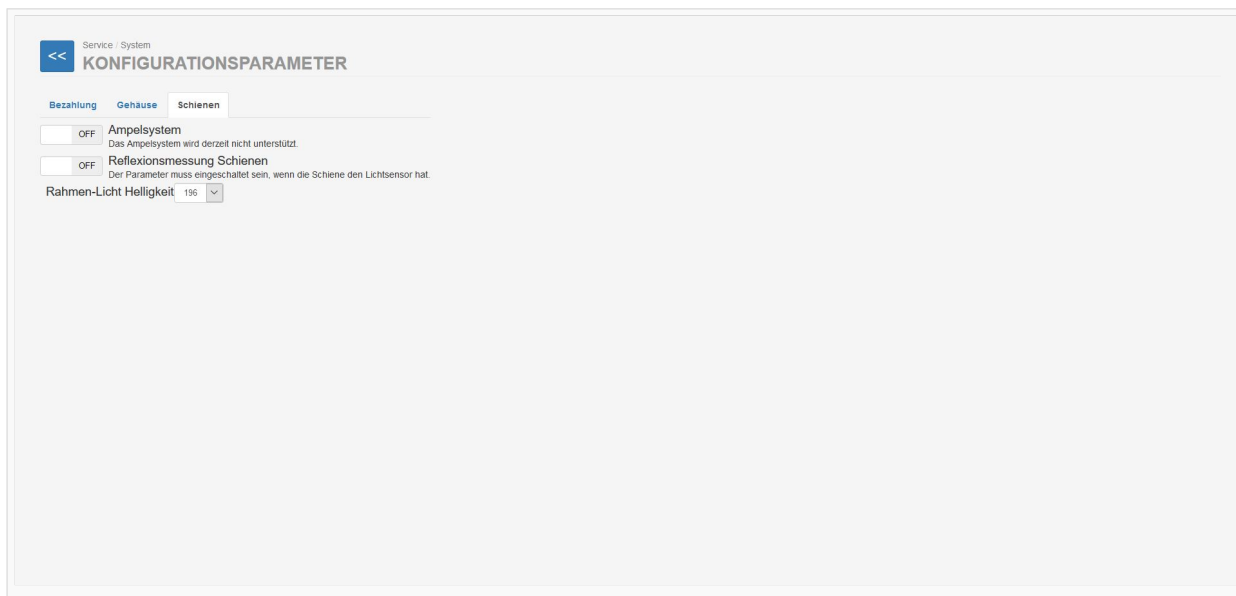 <<
Service / System
KONFIGURATIONSPARAMETER
Bezahlung Gehäuse Schienen
OFF Ampelsystem
Das Ampelsystem wird derzeit nicht unterstützt.
OFF Reflexionsmessung Schienen
Der Parameter muss eingeschaltet sein, wenn die Schiene den Lichtsensor hat.
Rahmen-Licht Helligkeit 196